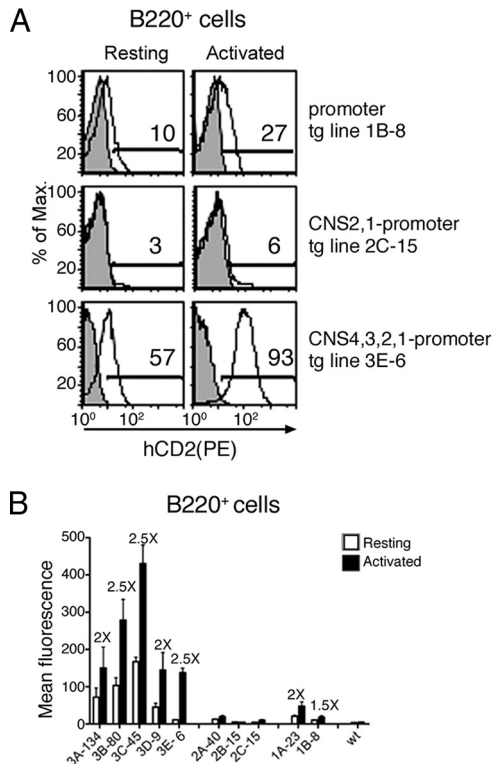 A
B220+ cells
Resting Activated
100
60
20
10 27
promoter
tg line 1B-8
% of Max.
100
60
20
3 6
CNS2,1-promoter
tg line 2C-15
100
60
20
57 93
CNS4,3,2,1-promoter
tg line 3E-6
10⁰ 10² 10⁰ 10²
hCD2(PE)
B
B220+ cells
Resting
Activated
Mean fluorescence
500
400
300
200
100
0
2X 2.5X 2.5X 2X 2.5X 2X 1.5X
3A-134 3B-80 3C-45 3D-9 3E-6 2A-40 2B-15 2C-15 1A-23 1B-8 wt